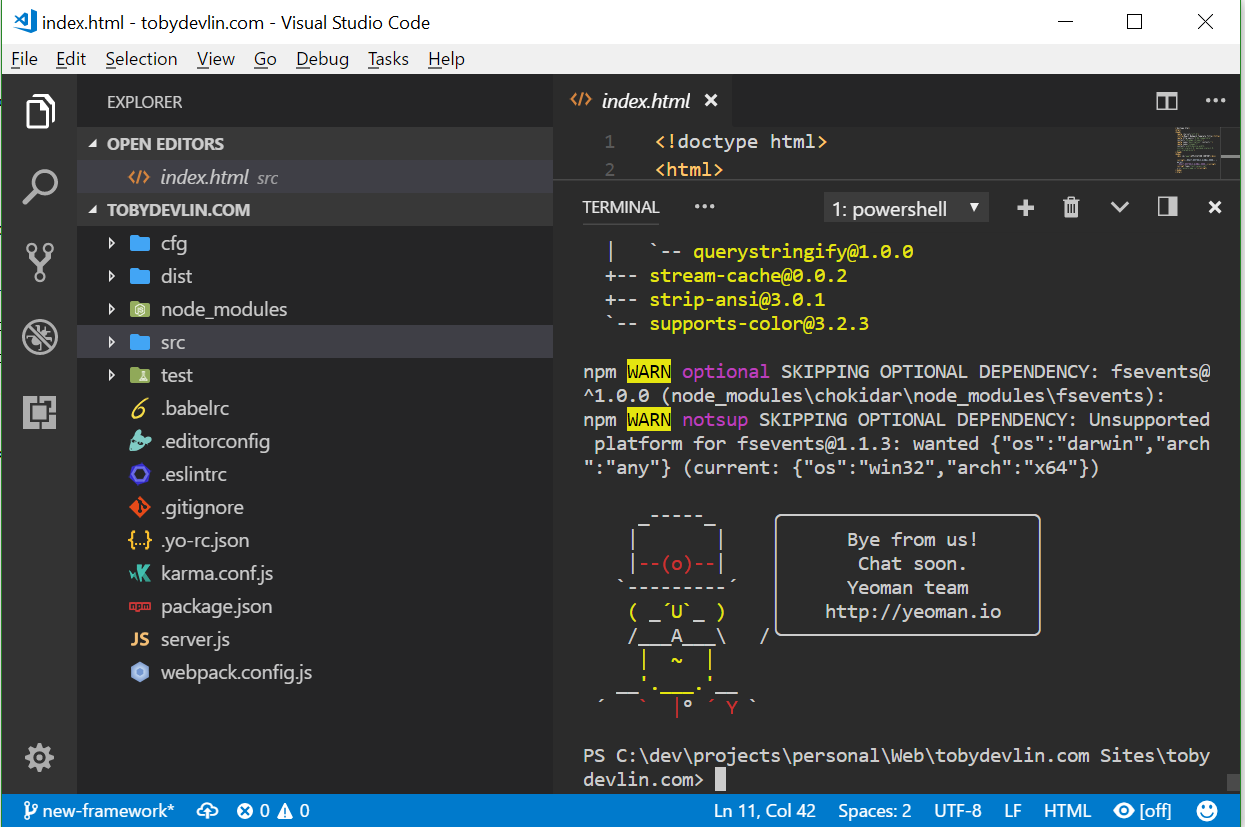 index.html - tobydevlin.com - Visual Studio Code
File Edit Selection View Go Debug Tasks Help
EXPLORER
OPEN EDITORS
index.html src
TOBYDEVLIN.COM
cfg
dist
node_modules
src
test
.babelrc
.editorconfig
.eslintrc
.gitignore
{...} .yo-rc.json
karma.conf.js
npm package.json
JS server.js
webpack.config.js
</> index.html
1 <!doctype html>
2 <html>
TERMINAL ... 1: powershell
| `-- querystringify@1.0.0
+-- stream-cache@0.0.2
+-- strip-ansi@3.0.1
`-- supports-color@3.2.3
npm WARN optional SKIPPING OPTIONAL DEPENDENCY: fsevents@
^1.0.0 (node_modules\chokidar\node_modules\fsevents):
npm WARN notsup SKIPPING OPTIONAL DEPENDENCY: Unsupported
platform for fsevents@1.1.3: wanted {"os":"darwin","arch
":"any"} (current: {"os":"win32","arch":"x64"})
_-----_
| |
|--(o)--|
`---------´
( _´U`_ )
/___A___\ /
| ~ |
__'.___.'__
´ ` |° ´ Y `
Bye from us!
Chat soon.
Yeoman team
http://yeoman.io
PS C:\dev\projects\personal\Web\tobydevlin.com Sites\toby
devlin.com>
new-framework* 0 0 Ln 11, Col 42 Spaces: 2 UTF-8 LF HTML [off]